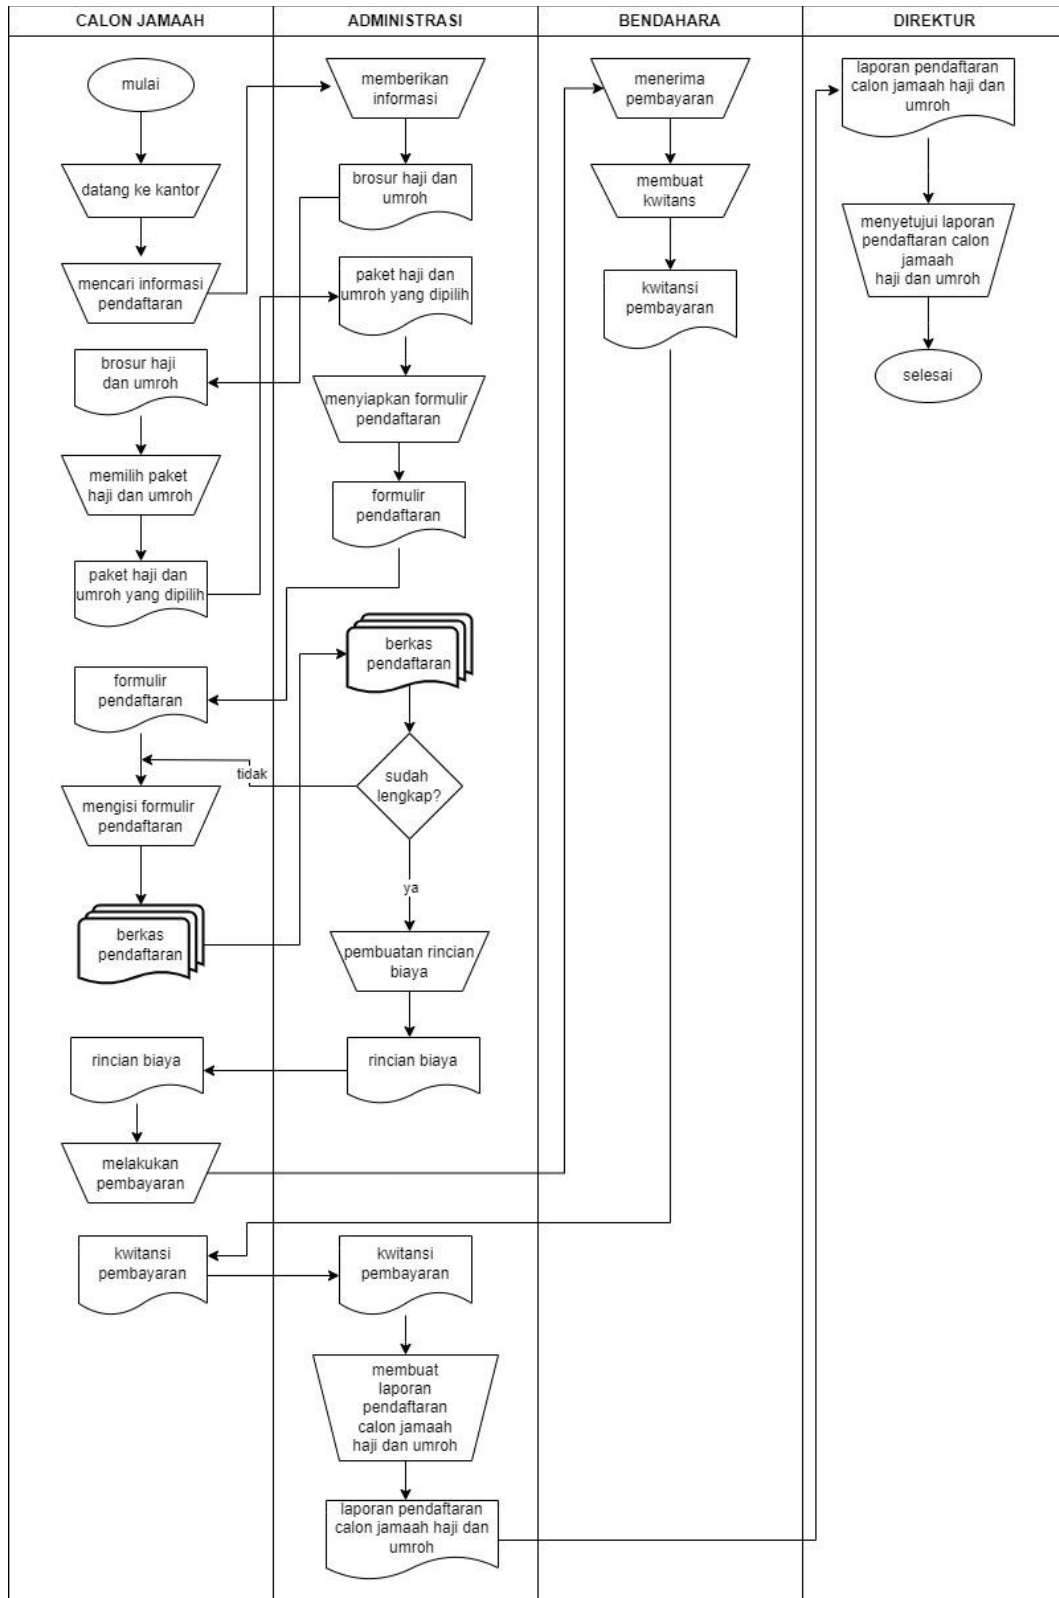 CALON JAMAAH
ADMINISTRASI
BENDAHARA
DIREKTUR
mulai
datang ke kantor
mencari informasi
pendaftaran
brosur haji
dan umroh
memilih paket
haji dan umroh
paket haji dan
umroh yang dipilih
formulir
pendaftaran
mengisi formulir
pendaftaran
berkas
pendaftaran
rincian biaya
melakukan
pembayaran
kwitansi
pembayaran
memberikan
informasi
brosur haji dan
umroh
paket haji dan
umroh yang dipilih
menyiapkan formulir
pendaftaran
formulir
pendaftaran
berkas
pendaftaran
sudah
lengkap?
tidak
ya
pembuatan rincian
biaya
rincian biaya
kwitansi
pembayaran
membuat
laporan
pendaftaran
calon jamaah
haji dan umroh
laporan pendaftaran
calon jamaah haji dan
umroh
menerima
pembayaran
membuat
kwitans
kwitansi
pembayaran
laporan pendaftaran
calon jamaah haji dan
umroh
menyetujui laporan
pendaftaran calon
jamaah
haji dan umroh
selesai